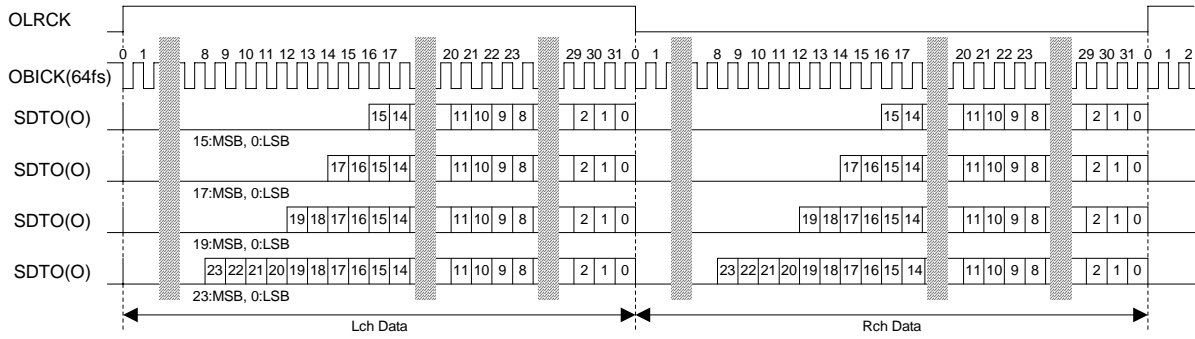 OLRCK
0 1 8 9 10 11 12 13 14 15 16 17 20 21 22 23 29 30 31 0 1 8 9 10 11 12 13 14 15 16 17 20 21 22 23 29 30 31 0 1 2
OBICK(64fs)
SDTO(O) 15 14 11 10 9 8 2 1 0 15 14 11 10 9 8 2 1 0
15:MSB, 0:LSB
SDTO(O) 17 16 15 14 11 10 9 8 2 1 0 17 16 15 14 11 10 9 8 2 1 0
17:MSB, 0:LSB
SDTO(O) 19 18 17 16 15 14 11 10 9 8 2 1 0 19 18 17 16 15 14 11 10 9 8 2 1 0
19:MSB, 0:LSB
SDTO(O) 23 22 21 20 19 18 17 16 15 14 11 10 9 8 2 1 0 23 22 21 20 19 18 17 16 15 14 11 10 9 8 2 1 0
23:MSB, 0:LSB
Lch Data Rch Data